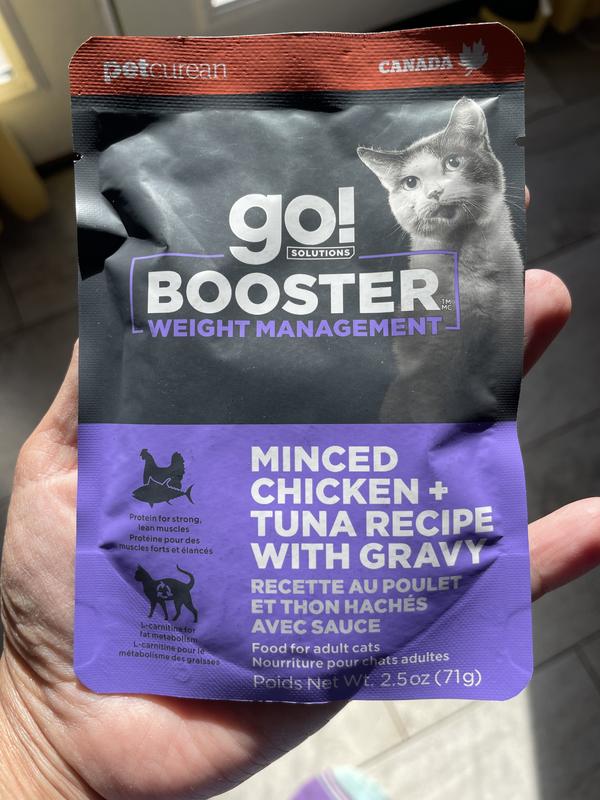 petcurean
CANADA
go!
SOLUTIONS
BOOSTER TM MC
WEIGHT MANAGEMENT
Protein for strong,
lean muscles
Protéine pour des
muscles forts et élancés
L-carnitine for
fat metabolism
L-carnitine pour le
métabolisme des graisses
MINCED
CHICKEN +
TUNA RECIPE
WITH GRAVY
RECETTE AU POULET
ET THON HACHÉS
AVEC SAUCE
Food for adult cats
Nourriture pour chats adultes
Poids Net Wt. 2.5oz (71g)